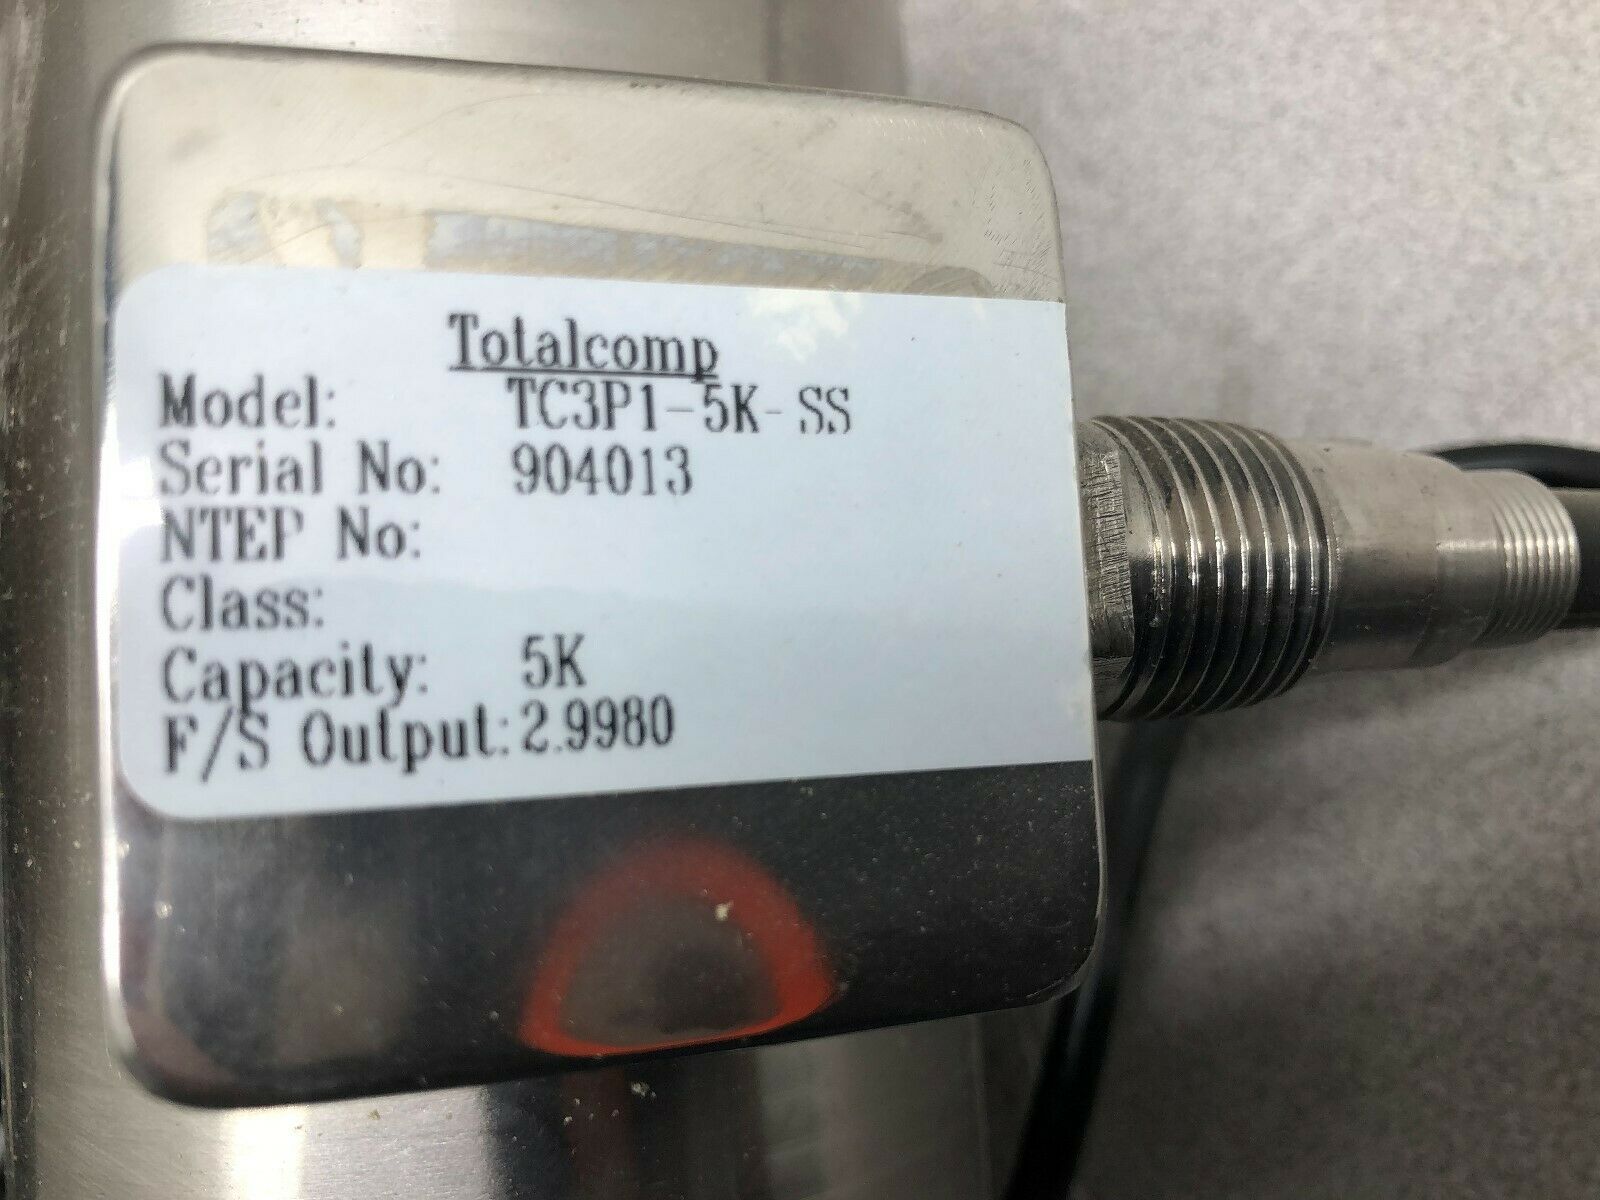 Totalcomp
Model: TC3P1-5K-SS
Serial No: 904013
NTEP No:
Class:
Capacity: 5K
F/S Output: 2.9980